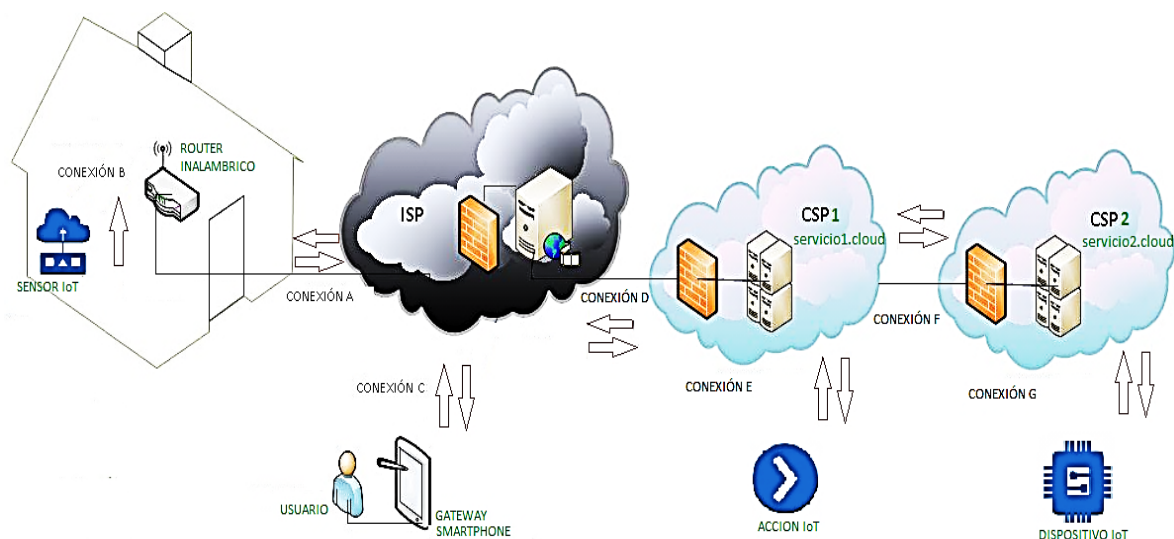 ROUTER
INALAMBRICO
CONEXIÓN B
SENSOR IoT
CONEXIÓN A
ISP
CONEXIÓN C
USUARIO
GATEWAY
SMARTPHONE
CONEXIÓN D
CSP 1
servicio1.cloud
CONEXIÓN E
ACCION IoT
CONEXIÓN F
CSP 2
servicio2.cloud
CONEXIÓN G
DISPOSITIVO IoT